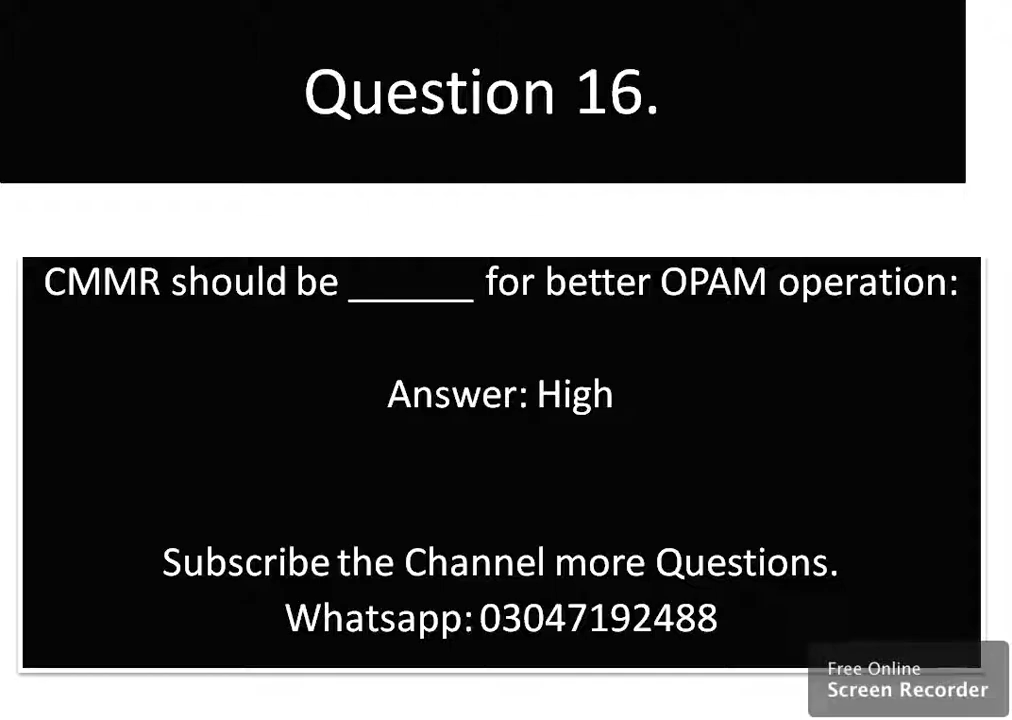 Question 16.
CMMR should be ______ for better OPAM operation:
Answer: High
Subscribe the Channel more Questions.
Whatsapp: 03047192488
Free Online
Screen Recorder